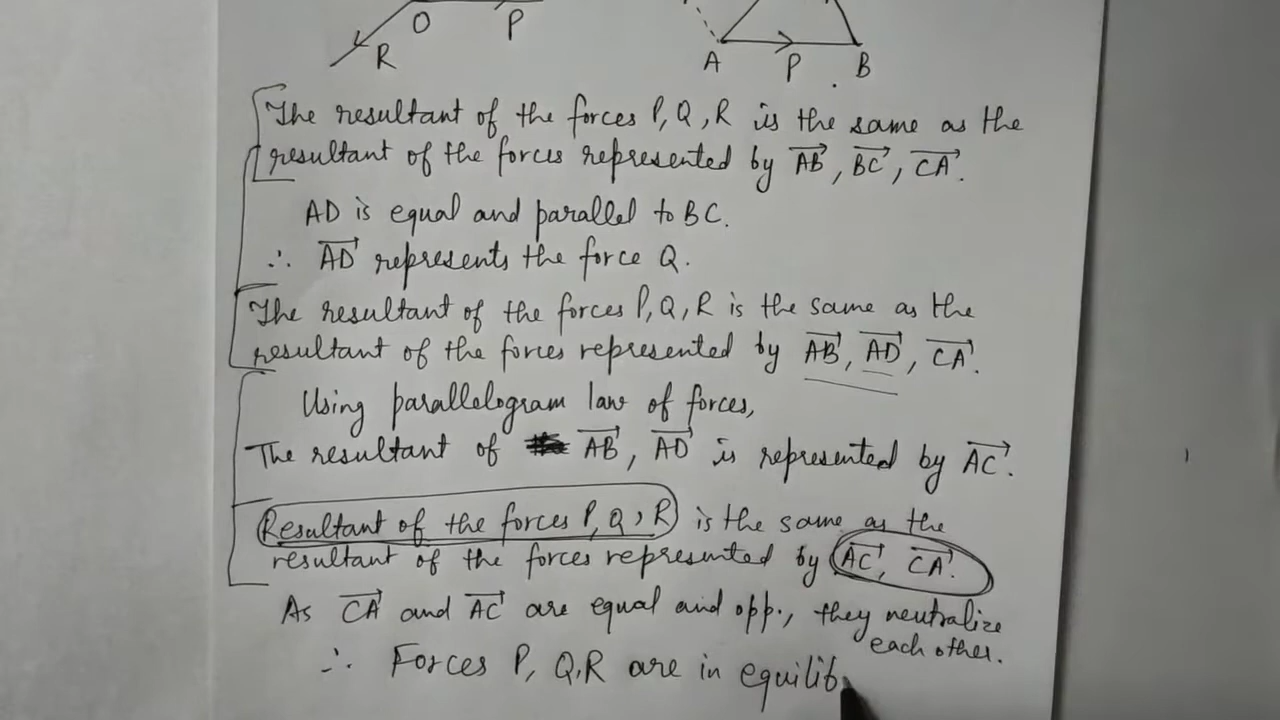 O P
R
A P B
The resultant of the forces P, Q, R is the same as the
resultant of the forces represented by AB, BC, CA.
AD is equal and parallel to BC.
∴ AD represents the force Q.
The resultant of the forces P, Q, R is the same as the
resultant of the forces represented by AB, AD, CA.
Using parallelogram law of forces,
The resultant of AB, AD is represented by AC.
Resultant of the forces P, Q, R is the same as the
resultant of the forces represented by AC, CA.
As CA and AC are equal and opp., they neutralize
each other.
∴ Forces P, Q, R are in equilib